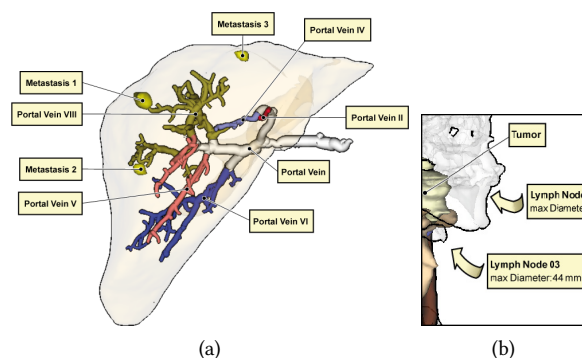 Metastasis 3
Portal Vein IV
Metastasis 1
Portal Vein VIII
Portal Vein II
Portal Vein
Metastasis 2
Portal Vein V
Portal Vein VI
(a)
Tumor
Lymph Node
max Diamete
Lymph Node 03
max Diameter: 44 mm
(b)